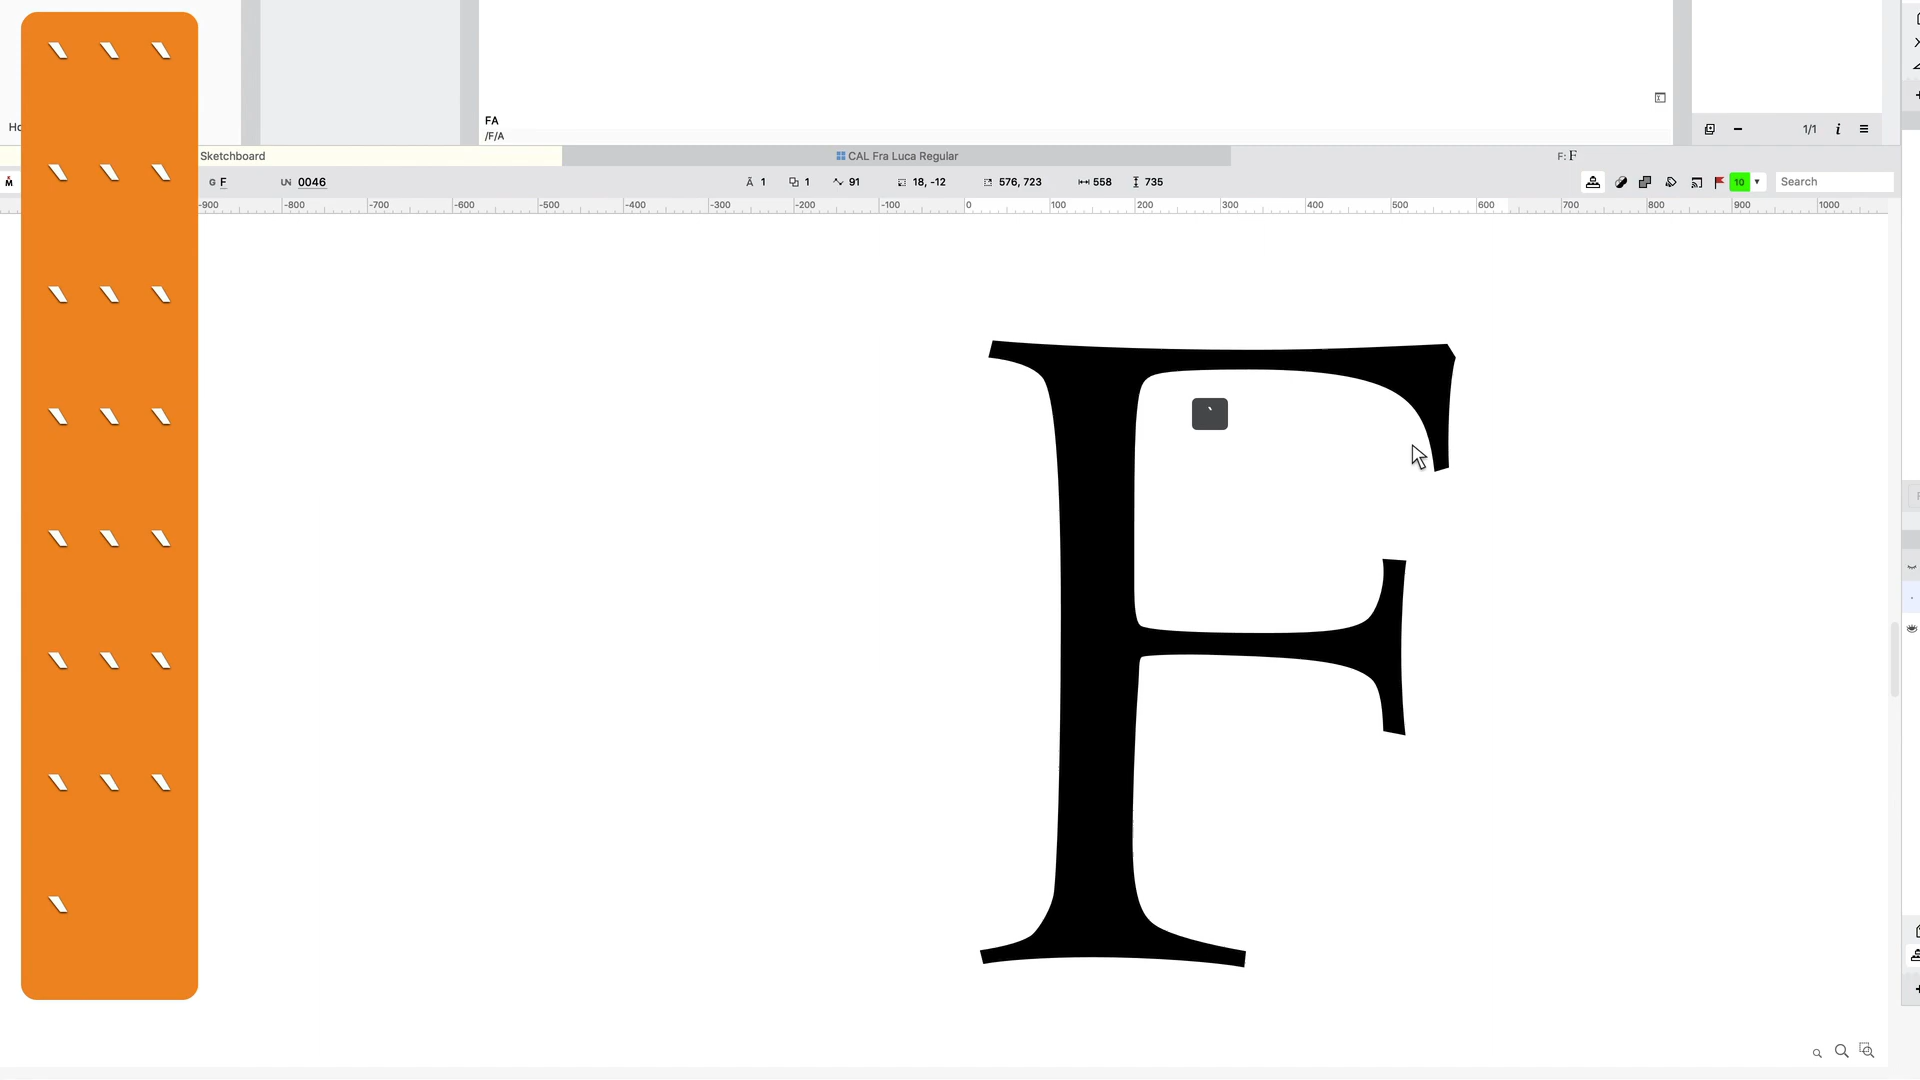 ` ` `
` ` `
` ` `
` ` `
` ` `
` ` `
` ` `
`
FA
/F/A
1/1
Sketchboard
CAL Fra Luca Regular
F: F
G F
UN 0046
1
1
91
18, -12
576, 723
558
735
10
Search
-900 -800 -700 -600 -500 -400 -300 -200 -100 0 100 200 300 400 500 600 700 800 900 1000
F
`